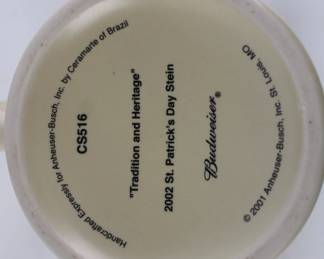 Handcrafted Expressly for Anheuser-Busch, Inc. by Ceramarte of Brazil
CS516
"Tradition and Heritage"
2002 St. Patrick's Day Stein
Budweiser®
© 2001 Anheuser-Busch, Inc. St. Louis, MO